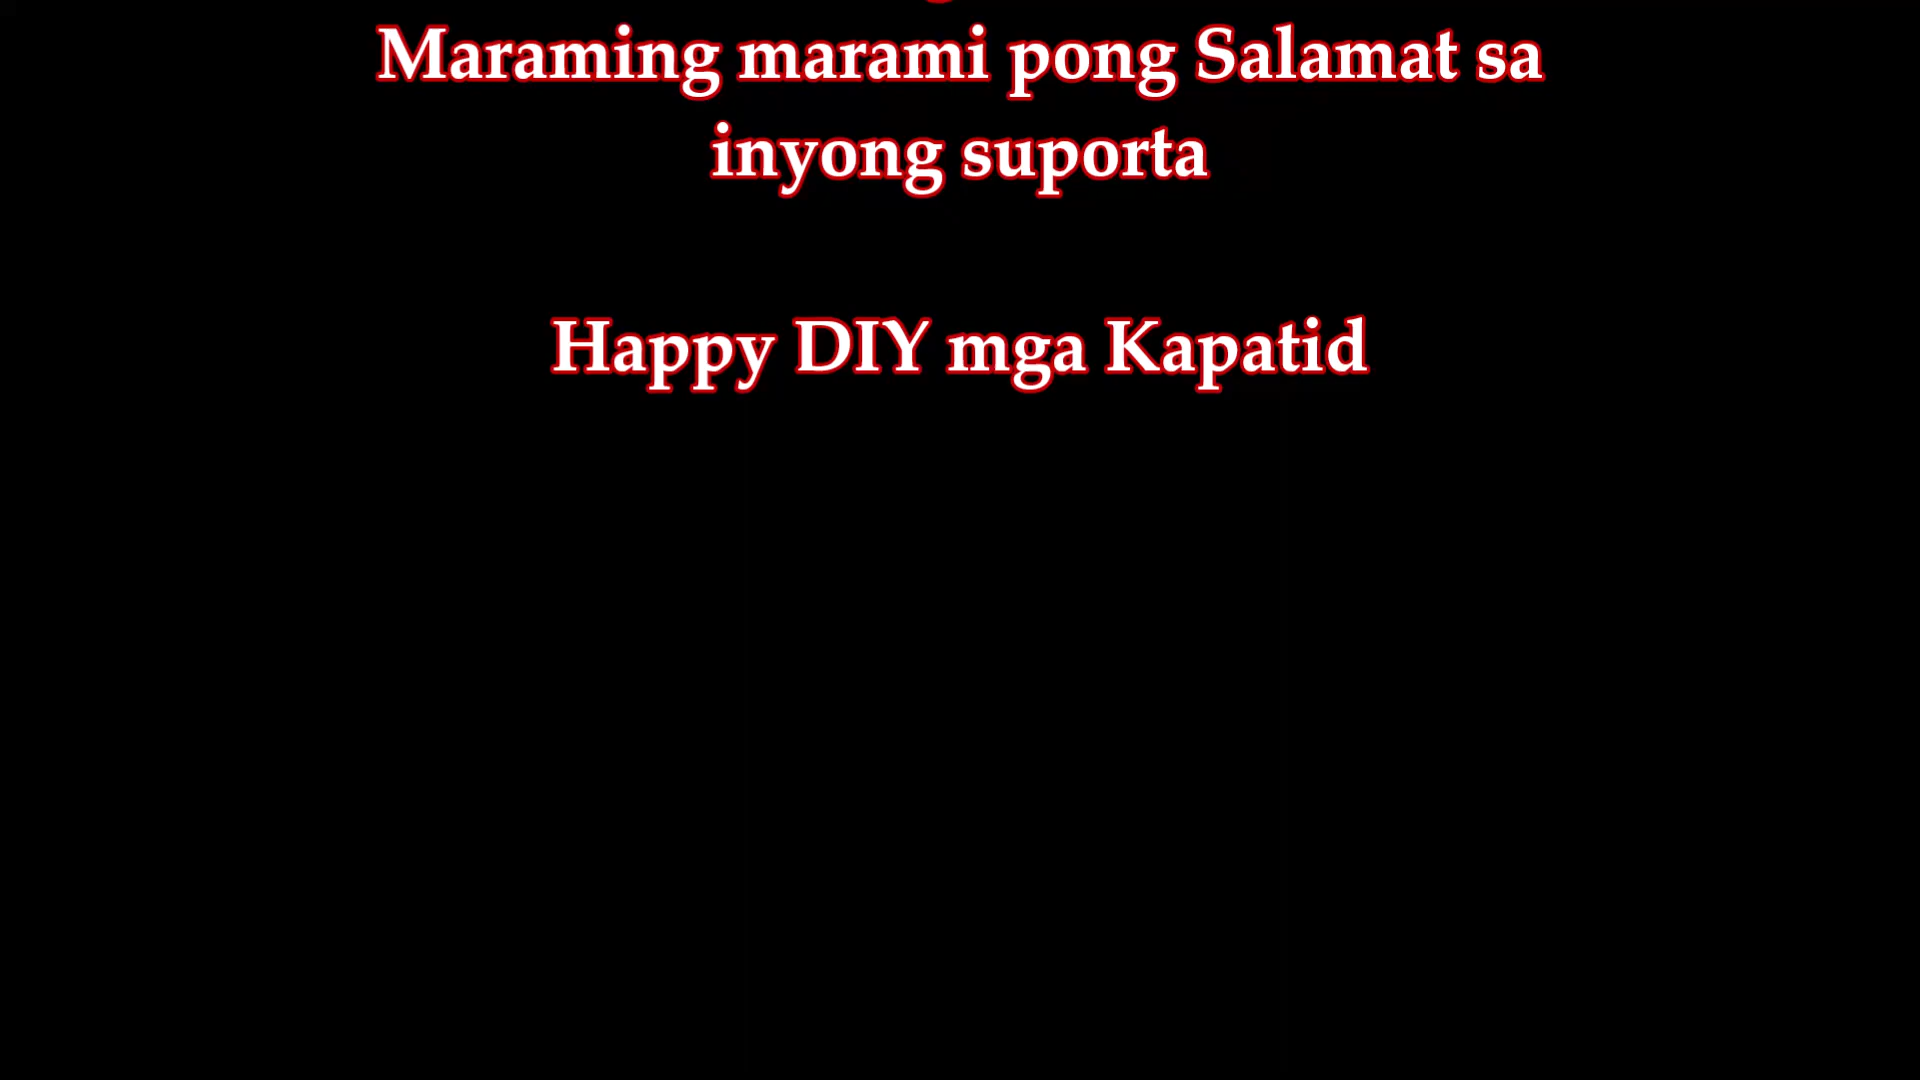 Maraming marami pong Salamat sa
inyong suporta
Happy DIY mga Kapatid